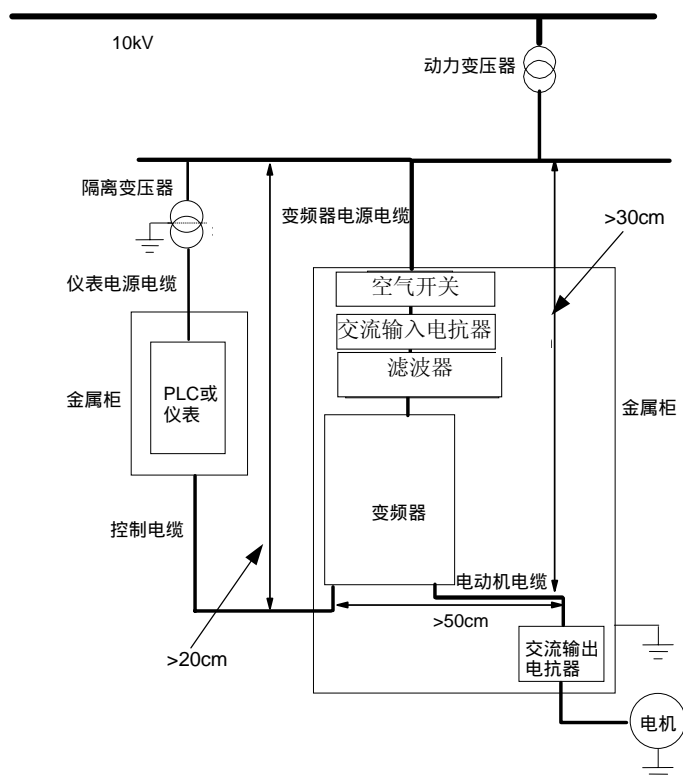 10kV
动力变压器
隔离变压器
变频器电源电缆
>30cm
仪表电源电缆
空气开关
交流输入电抗器
滤波器
金属柜
PLC或
仪表
金属柜
变频器
控制电缆
电动机电缆
>50cm
>20cm
交流输出
电抗器
电机